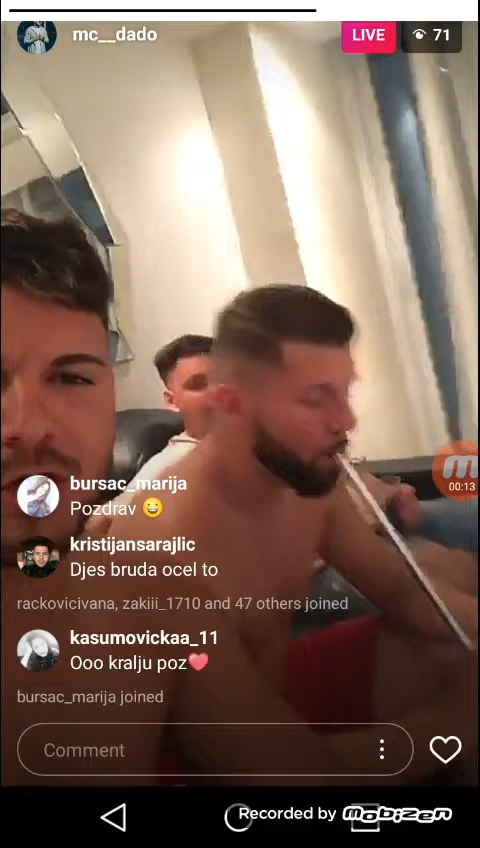 mc__dado
LIVE
71
00:13
bursac_marija
Pozdrav 😀
kristijansarajlic
Djes bruda ocel to
rackovicivana, zakiii_1710 and 47 others joined
kasumovickaa_11
Ooo kralju poz❤️
bursac_marija joined
Comment
Recorded by MOBIZEN